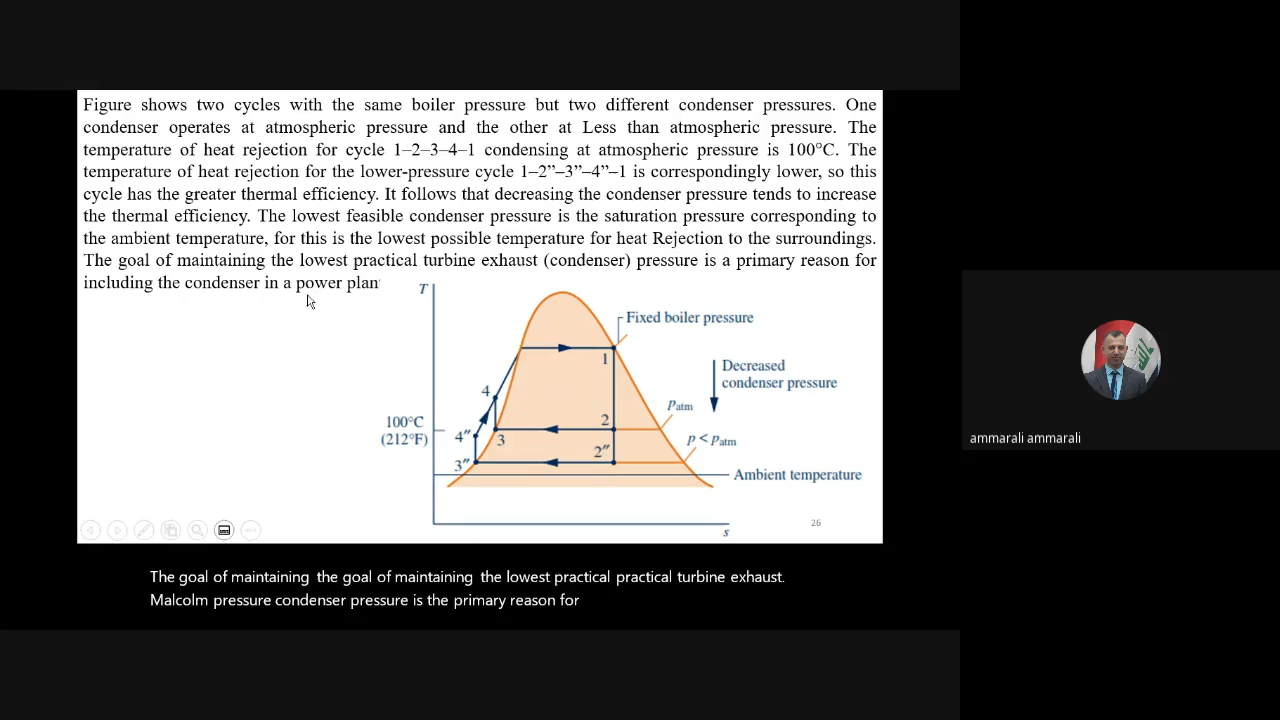 Figure shows two cycles with the same boiler pressure but two different condenser pressures. One
condenser operates at atmospheric pressure and the other at Less than atmospheric pressure. The
temperature of heat rejection for cycle 1–2–3–4–1 condensing at atmospheric pressure is 100°C. The
temperature of heat rejection for the lower-pressure cycle 1–2”–3”–4”–1 is correspondingly lower, so this
cycle has the greater thermal efficiency. It follows that decreasing the condenser pressure tends to increase
the thermal efficiency. The lowest feasible condenser pressure is the saturation pressure corresponding to
the ambient temperature, for this is the lowest possible temperature for heat Rejection to the surroundings.
The goal of maintaining the lowest practical turbine exhaust (condenser) pressure is a primary reason for
including the condenser in a power plan
T
Fixed boiler pressure
1
Decreased
condenser pressure
4
patm
100°C
(212°F)
2
4″
3
p < patm
2″
3″
Ambient temperature
26
s
ammarali ammarali
The goal of maintaining the goal of maintaining the lowest practical practical turbine exhaust.
Malcolm pressure condenser pressure is the primary reason for